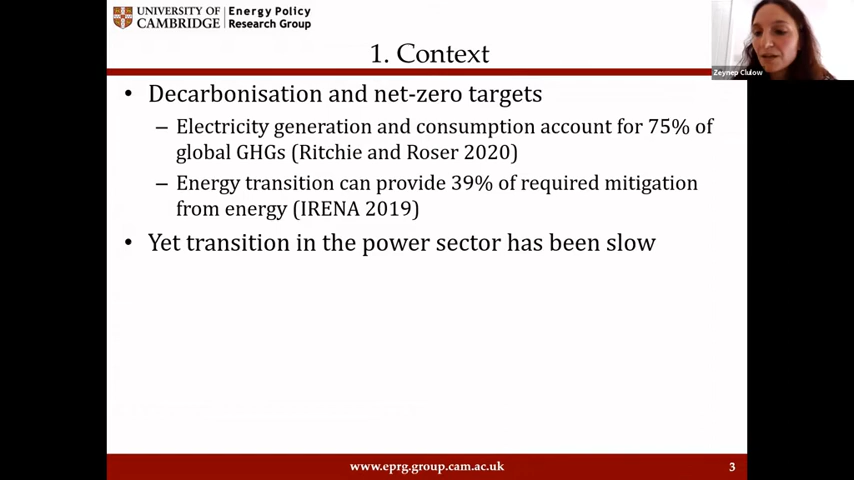 UNIVERSITY OF
CAMBRIDGE
Energy Policy
Research Group
1. Context
Zeynep Clulow
• Decarbonisation and net-zero targets
– Electricity generation and consumption account for 75% of
global GHGs (Ritchie and Roser 2020)
– Energy transition can provide 39% of required mitigation
from energy (IRENA 2019)
• Yet transition in the power sector has been slow
www.eprg.group.cam.ac.uk
3